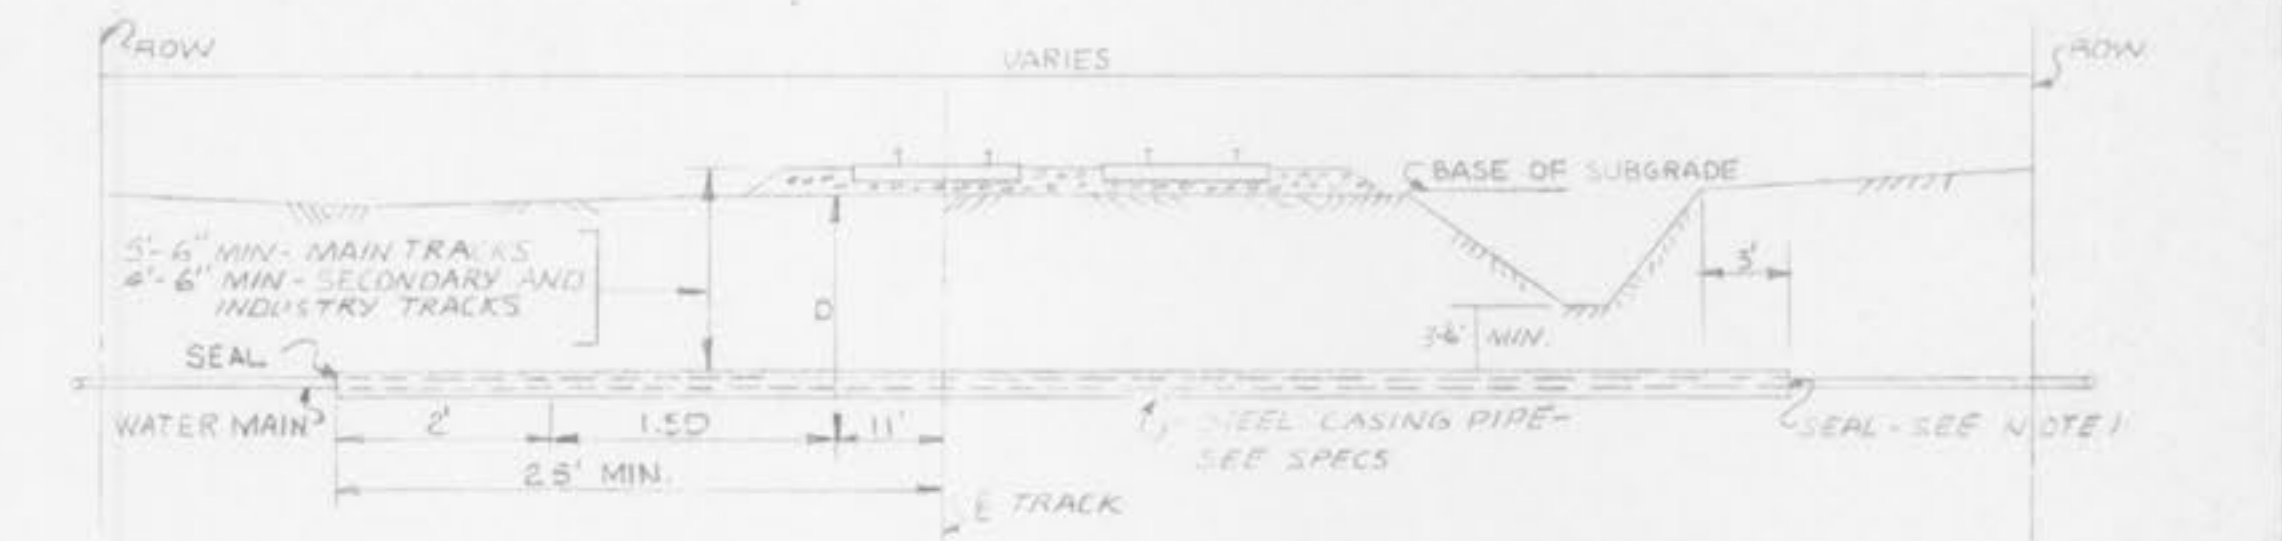 ROW
VARIES
ROW
BASE OF SUBGRADE
5'-6" MIN - MAIN TRACKS
4'-6" MIN - SECONDARY AND
INDUSTRY TRACKS
D
3'
3'-6" MIN.
SEAL
WATER MAIN
2'
1.5D
11'
25' MIN.
STEEL CASING PIPE-
SEE SPECS
SEAL - SEE NOTE 1
TRACK